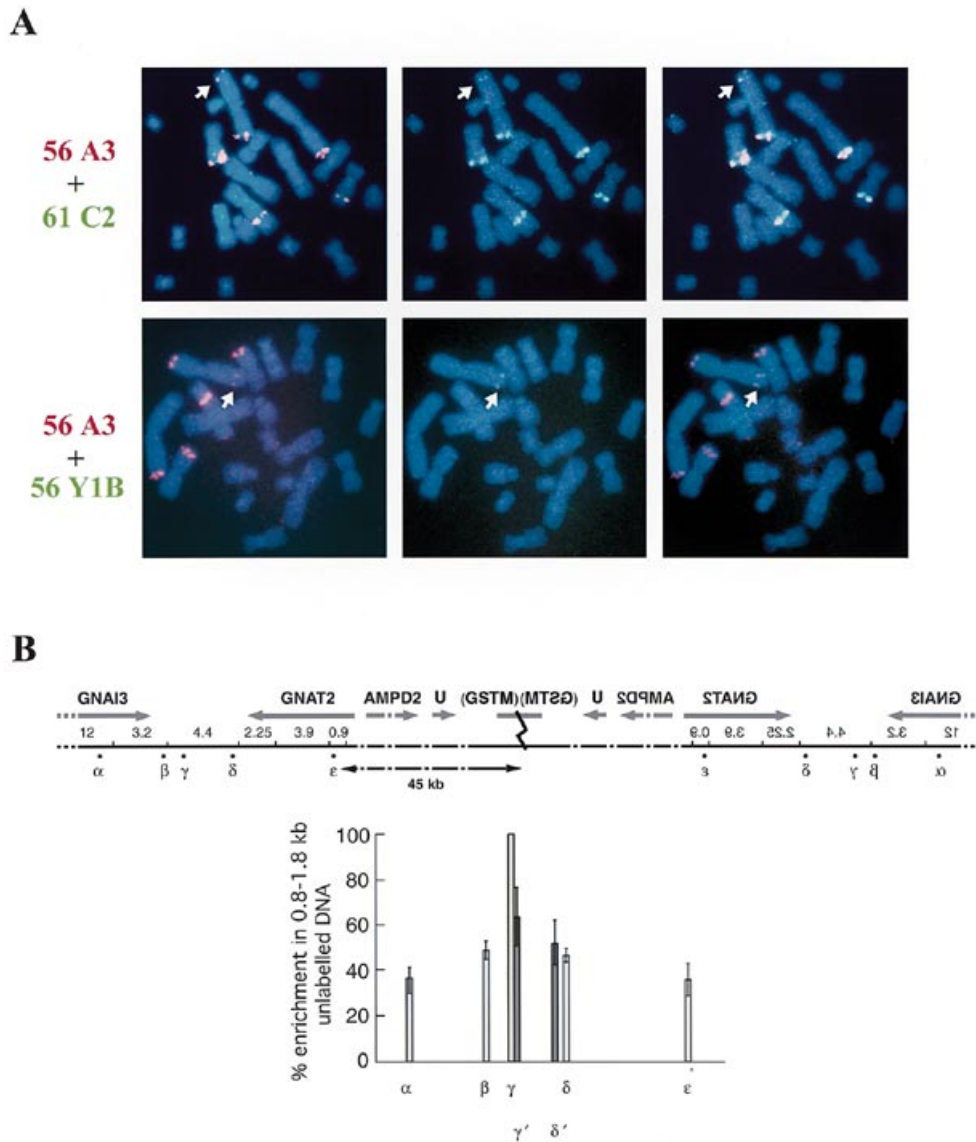 A
56 A3
+
61 C2
56 A3
+
56 Y1B
B
GNAI3 GNAT2 AMPD2 U (GSTM)(GSTM) U AMPD2 GNAT2 GNAI3
12 3.2 4.4 2.25 3.9 0.9 0.9 3.9 2.25 4.4 3.2 12
α β γ δ ε ε δ γ β α
45 kb
% enrichment in 0.8-1.8 kb
unlabelled DNA
100
80
60
40
20
0
α β γ δ ε
γ′ δ′